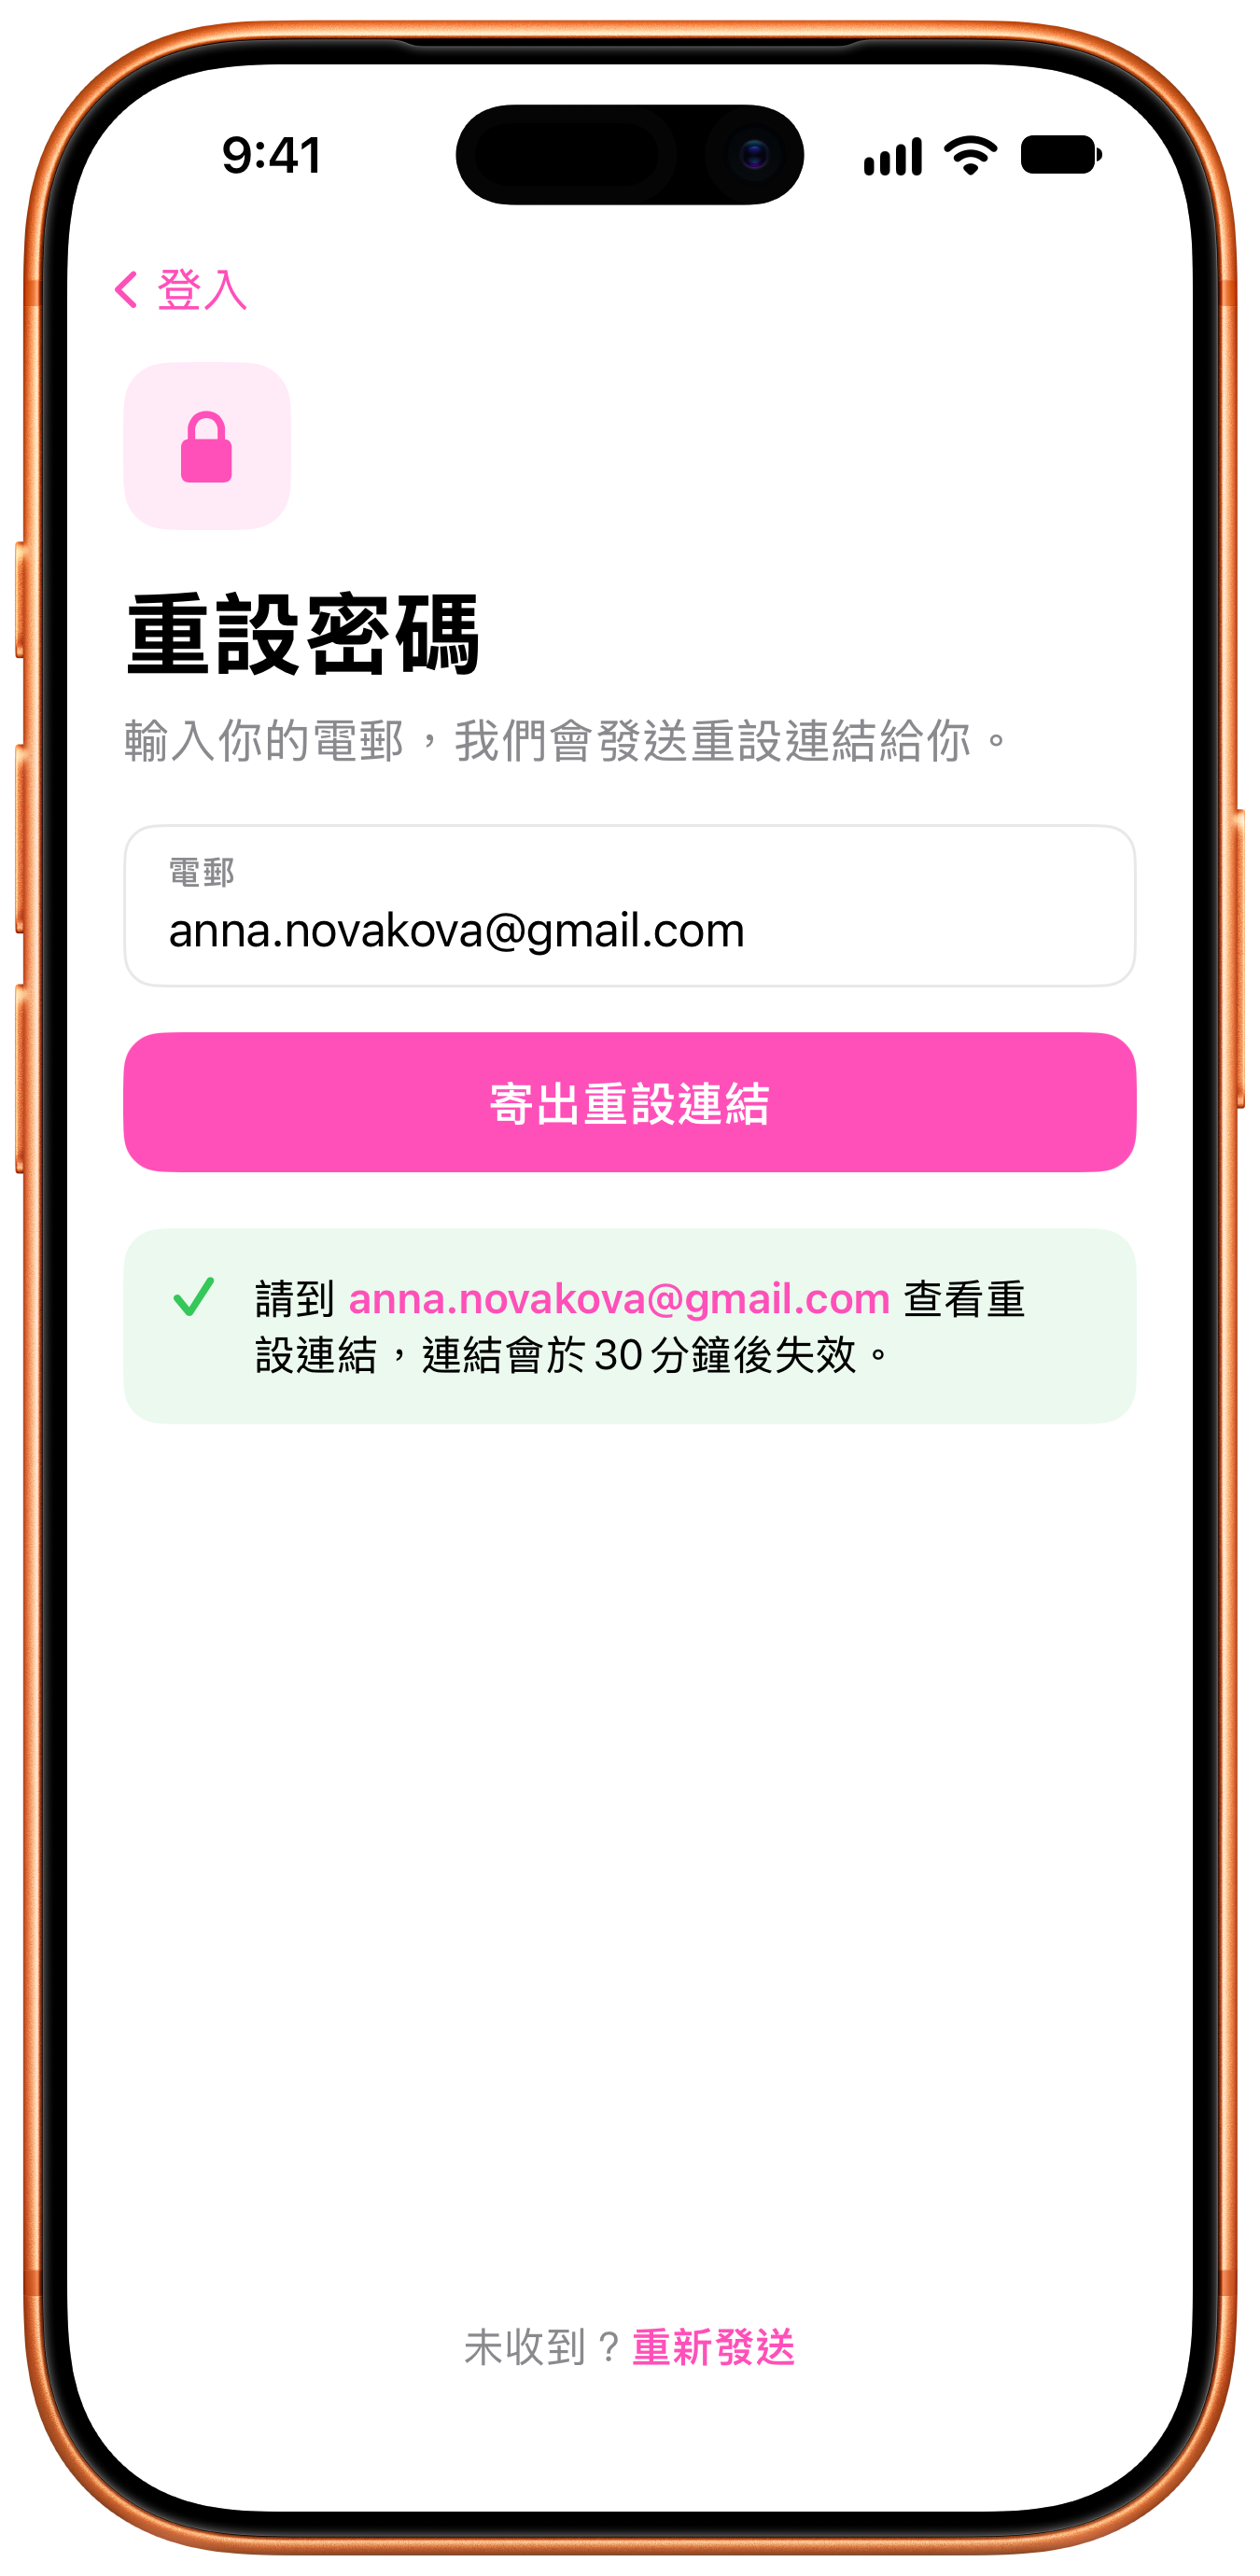 9:41
登入
重設密碼
輸入你的電郵，我們會發送重設連結給你。
電郵
anna.novakova@gmail.com
寄出重設連結
請到 anna.novakova@gmail.com 查看重
設連結，連結會於 30 分鐘後失效。
未收到？重新發送